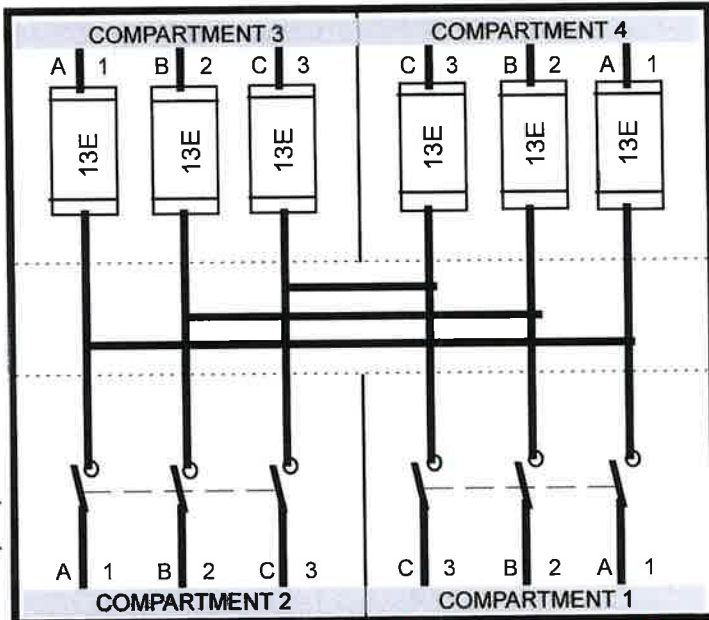 COMPARTMENT 3 COMPARTMENT 4
A 1 B 2 C 3 C 3 B 2 A 1
13E 13E 13E 13E 13E 13E
A 1 B 2 C 3 C 3 B 2 A 1
COMPARTMENT 2 COMPARTMENT 1